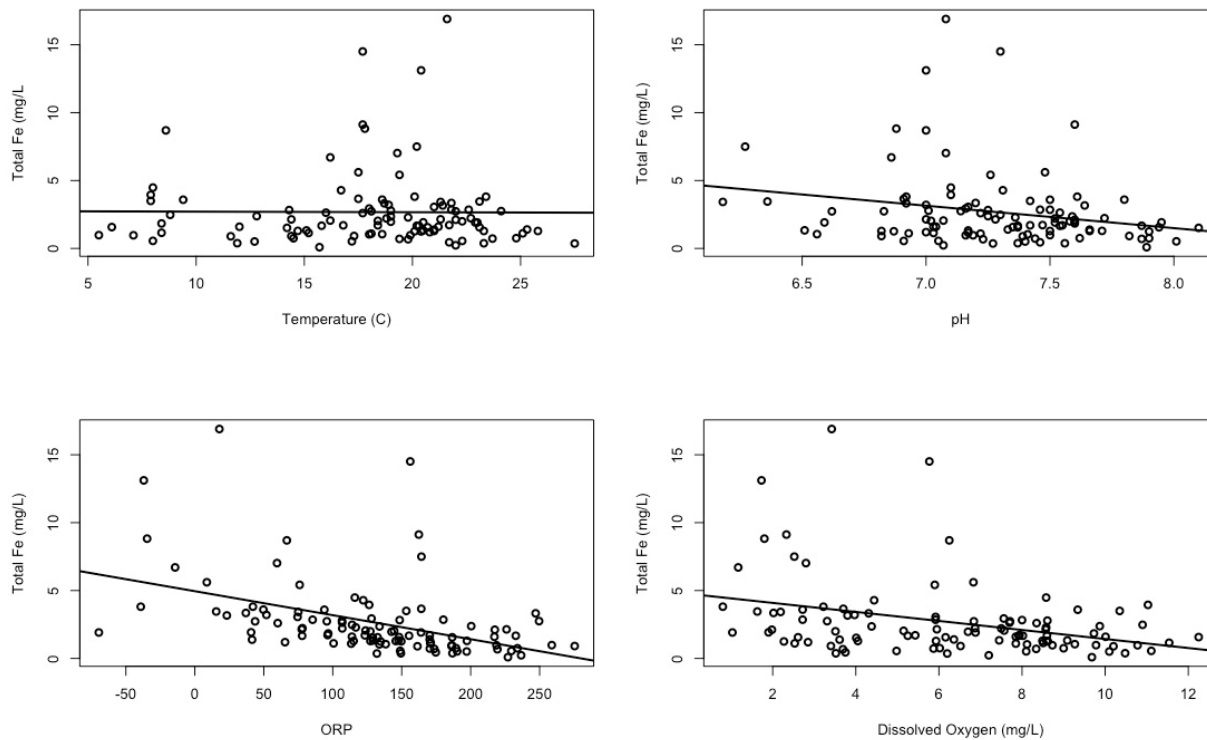 Total Fe (mg/L)
15
10
5
0
5 10 15 20 25
Temperature (C)
Total Fe (mg/L)
15
10
5
0
6.5 7.0 7.5 8.0
pH
Total Fe (mg/L)
15
10
5
0
-50 0 50 100 150 200 250
ORP
Total Fe (mg/L)
15
10
5
0
2 4 6 8 10 12
Dissolved Oxygen (mg/L)